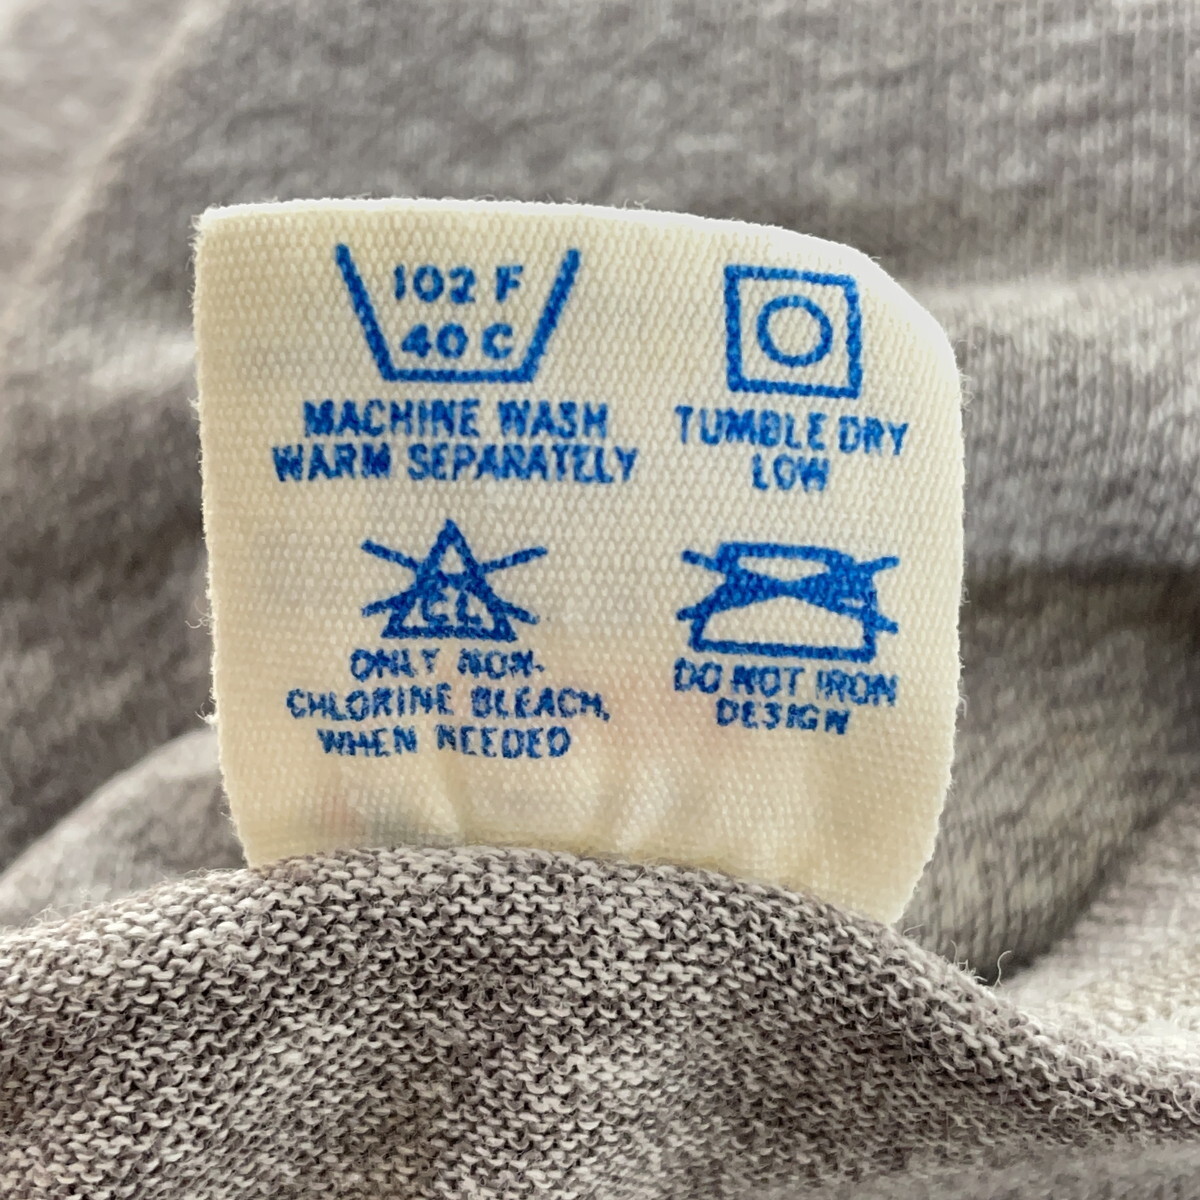 102 F
40 C
MACHINE WASH
WARM SEPARATELY
TUMBLE DRY
LOW
CL
ONLY NON-
CHLORINE BLEACH,
WHEN NEEDED
DO NOT IRON
DESIGN